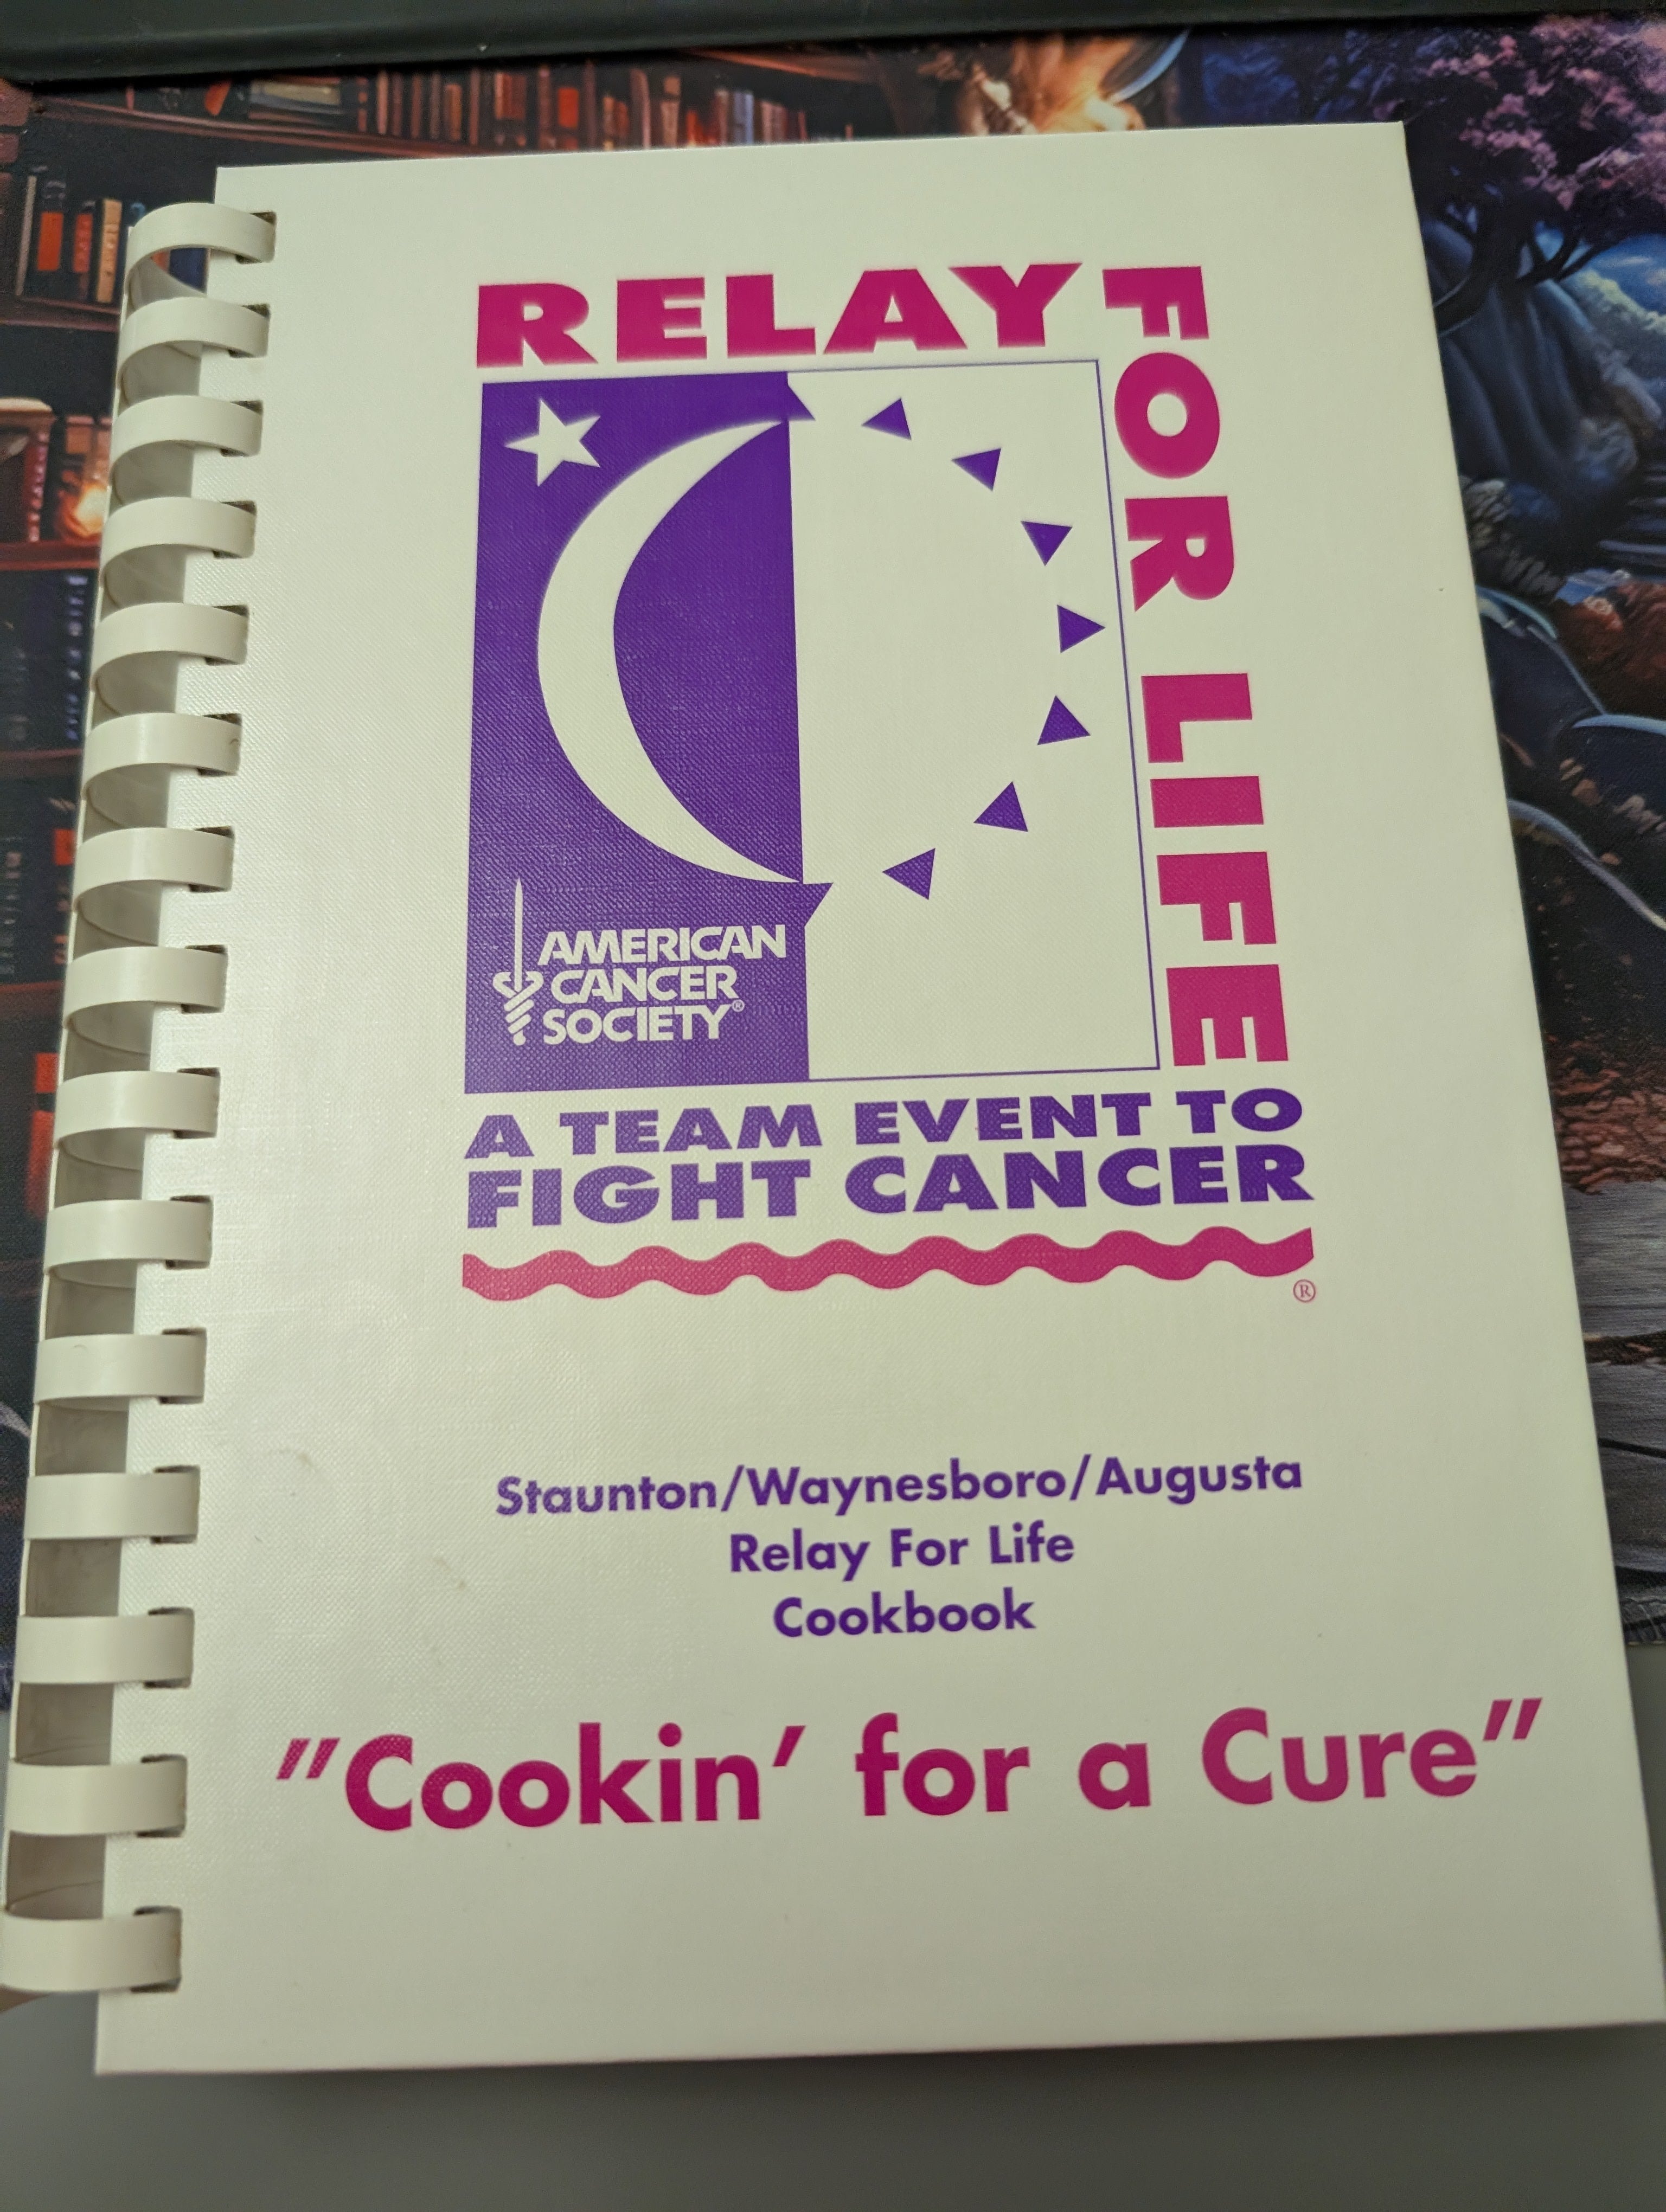 RELAY FOR LIFE
AMERICAN
CANCER
SOCIETY®
A TEAM EVENT TO
FIGHT CANCER
®
Staunton/Waynesboro/Augusta
Relay For Life
Cookbook
"Cookin' for a Cure"